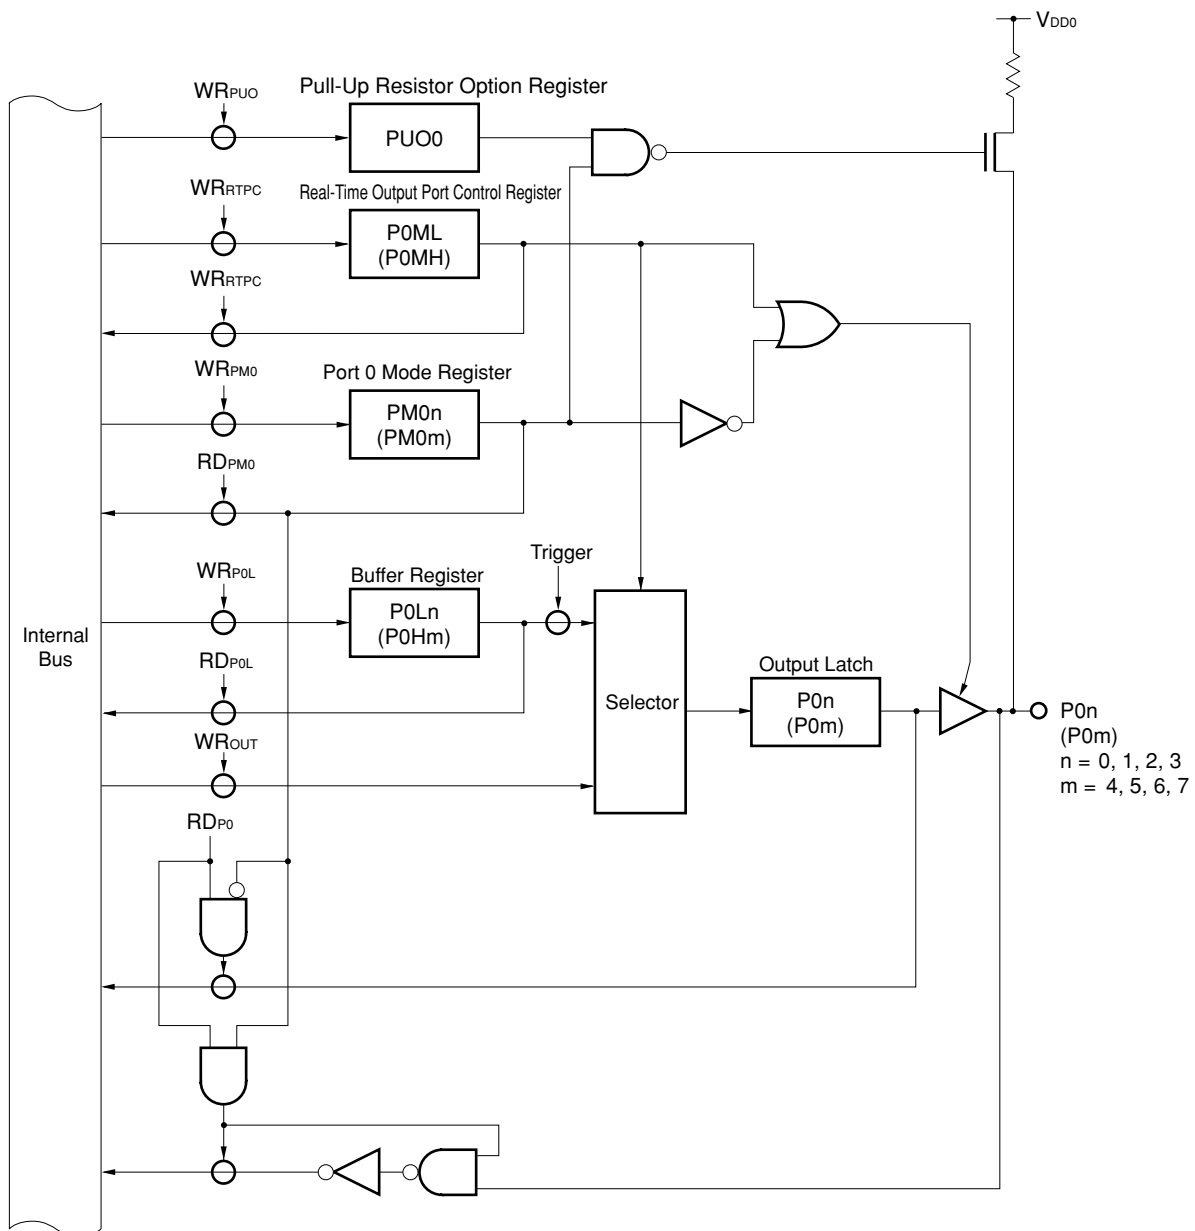 VDD0
WRPUO
Pull-Up Resistor Option Register
PUO0
WRRTPC
Real-Time Output Port Control Register
P0ML
(P0MH)
WRRTPC
WRPM0
Port 0 Mode Register
PM0n
(PM0m)
RDPM0
Trigger
WRP0L
Buffer Register
P0Ln
(P0Hm)
Internal
Bus
RDP0L
Output Latch
Selector
P0n
(P0m)
P0n
(P0m)
n = 0, 1, 2, 3
m = 4, 5, 6, 7
WROUT
RDP0